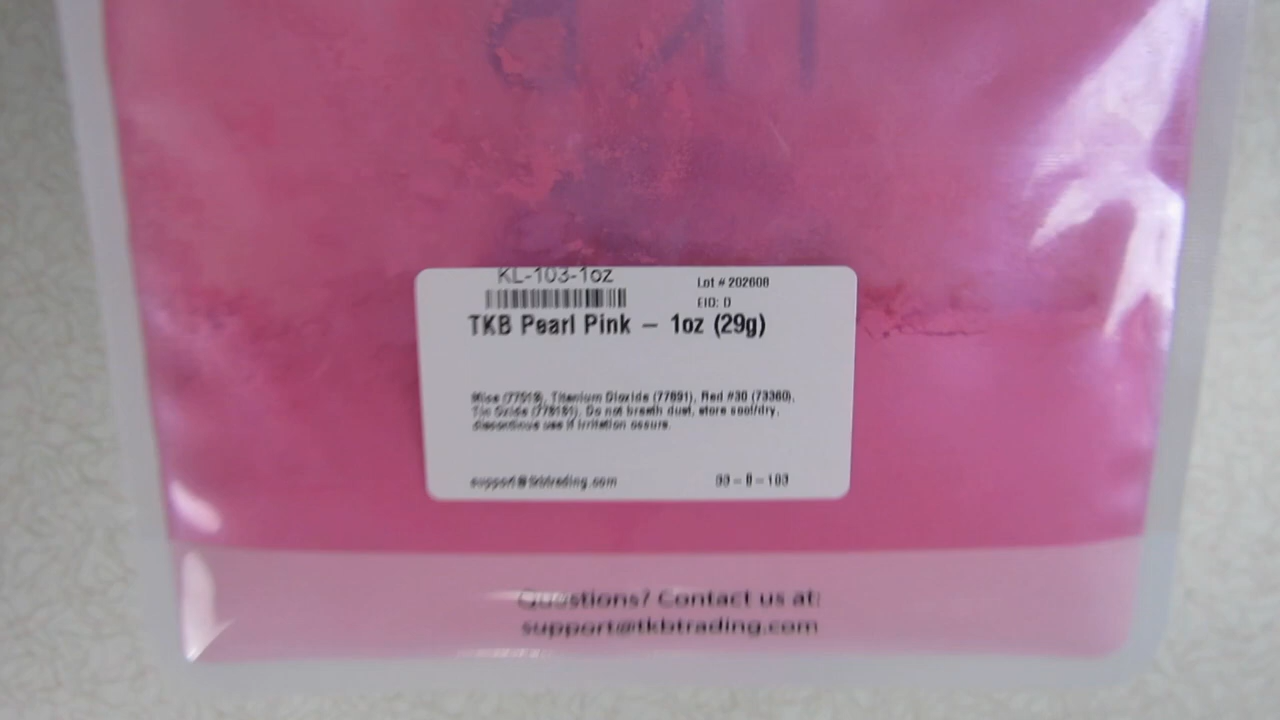 TKB
KL-103-1oz
Lot # 202608
EID: D
TKB Pearl Pink – 1oz (29g)
Mica (77019), Titanium Dioxide (77891), Red #30 (73360),
Tin Oxide (778161). Do not breath dust, store cool/dry,
discontinue use if irritation occurs.
support@tkbtrading.com
Questions? Contact us at:
support@tkbtrading.com